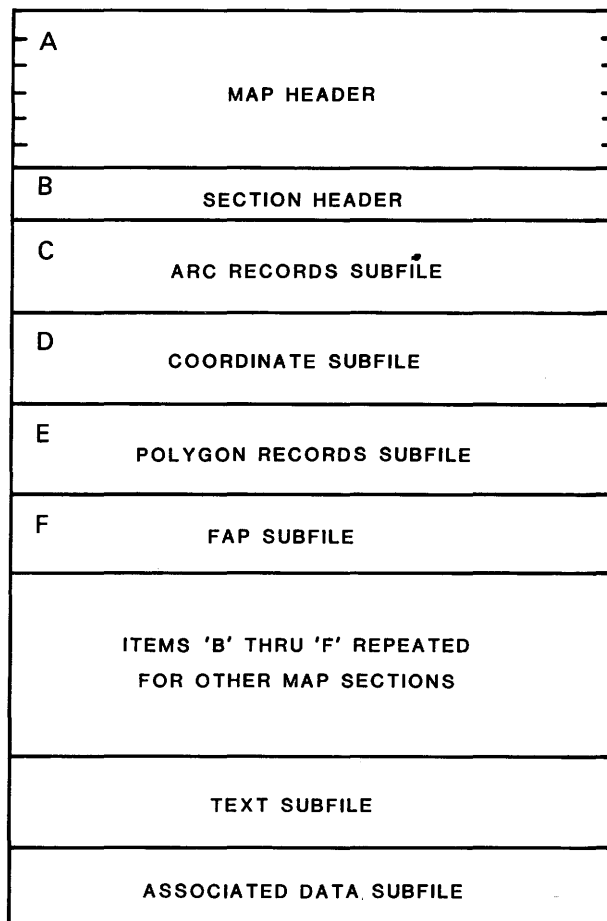 A
MAP HEADER
B
SECTION HEADER
C
ARC RECORDS SUBFILE
D
COORDINATE SUBFILE
E
POLYGON RECORDS SUBFILE
F
FAP SUBFILE
ITEMS 'B' THRU 'F' REPEATED
FOR OTHER MAP SECTIONS
TEXT SUBFILE
ASSOCIATED DATA SUBFILE